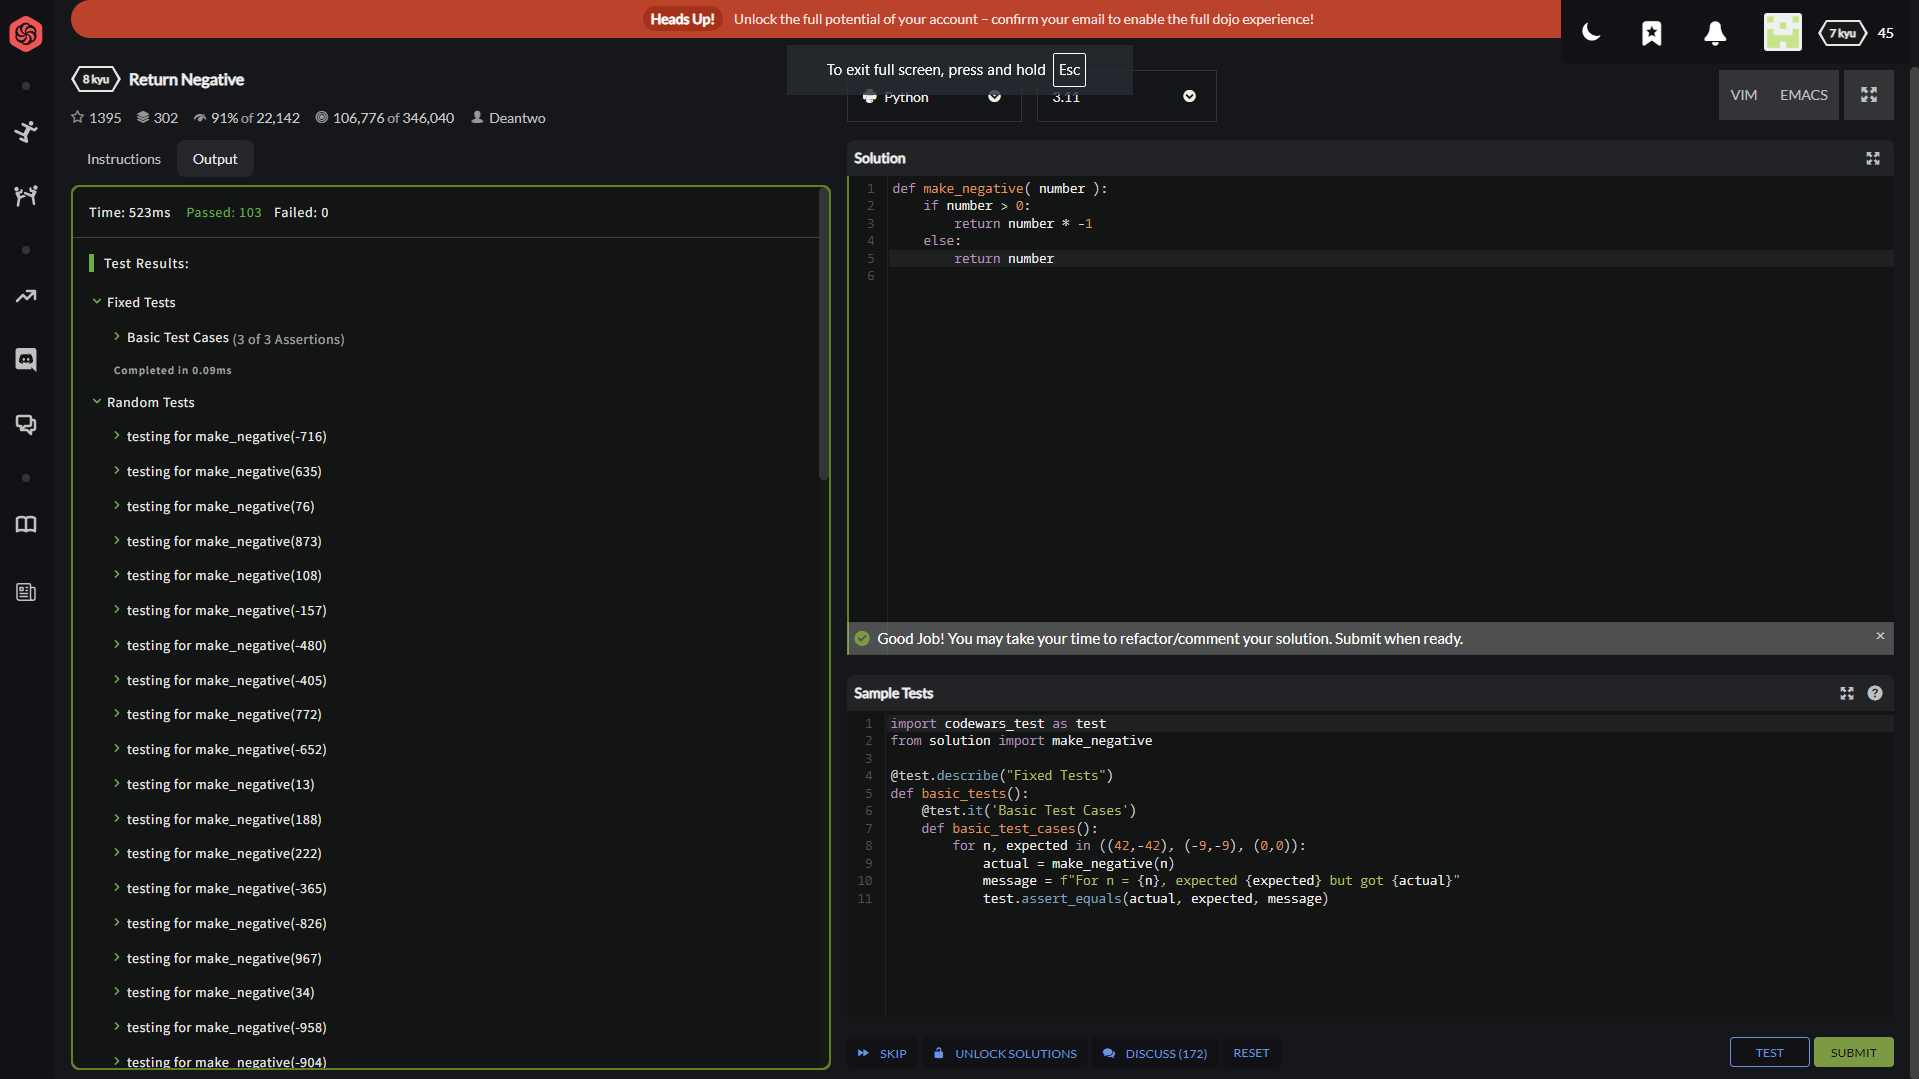 Heads Up! Unlock the full potential of your account – confirm your email to enable the full dojo experience!
7 kyu 45
To exit full screen, press and hold Esc
8 kyu Return Negative
1395 302 91% of 22,142 106,776 of 346,040 Deantwo
Python 3.11 VIM EMACS
Instructions Output
Time: 523ms Passed: 103 Failed: 0
Test Results:
Fixed Tests
Basic Test Cases (3 of 3 Assertions)
Completed in 0.09ms
Random Tests
testing for make_negative(-716)
testing for make_negative(635)
testing for make_negative(76)
testing for make_negative(873)
testing for make_negative(108)
testing for make_negative(-157)
testing for make_negative(-480)
testing for make_negative(-405)
testing for make_negative(772)
testing for make_negative(-652)
testing for make_negative(13)
testing for make_negative(188)
testing for make_negative(222)
testing for make_negative(-365)
testing for make_negative(-826)
testing for make_negative(967)
testing for make_negative(34)
testing for make_negative(-958)
testing for make_negative(-904)
Solution
1 def make_negative( number ):
2     if number > 0:
3         return number * -1
4     else:
5         return number
6
Good Job! You may take your time to refactor/comment your solution. Submit when ready.
Sample Tests
1 import codewars_test as test
2 from solution import make_negative
3
4 @test.describe("Fixed Tests")
5 def basic_tests():
6     @test.it('Basic Test Cases')
7     def basic_test_cases():
8         for n, expected in ((42,-42), (-9,-9), (0,0)):
9             actual = make_negative(n)
10             message = f"For n = {n}, expected {expected} but got {actual}"
11             test.assert_equals(actual, expected, message)
SKIP UNLOCK SOLUTIONS DISCUSS (172) RESET TEST SUBMIT